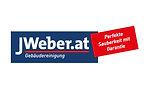 JWeber.at
Gebäudereinigung
Perfekte
Sauberkeit mit
Garantie